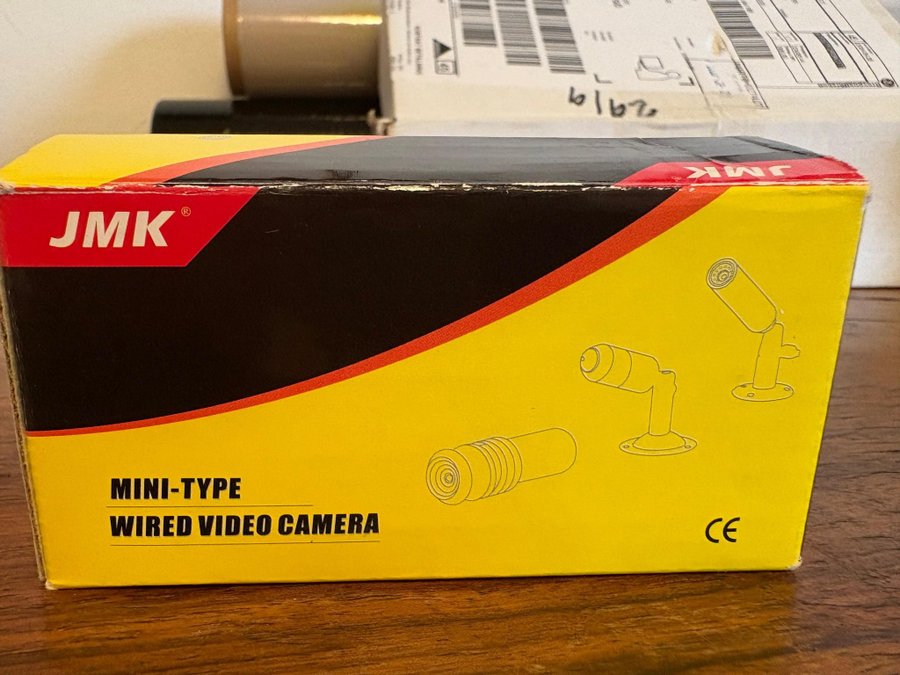 JMK®
JMK
MINI-TYPE
WIRED VIDEO CAMERA
CE